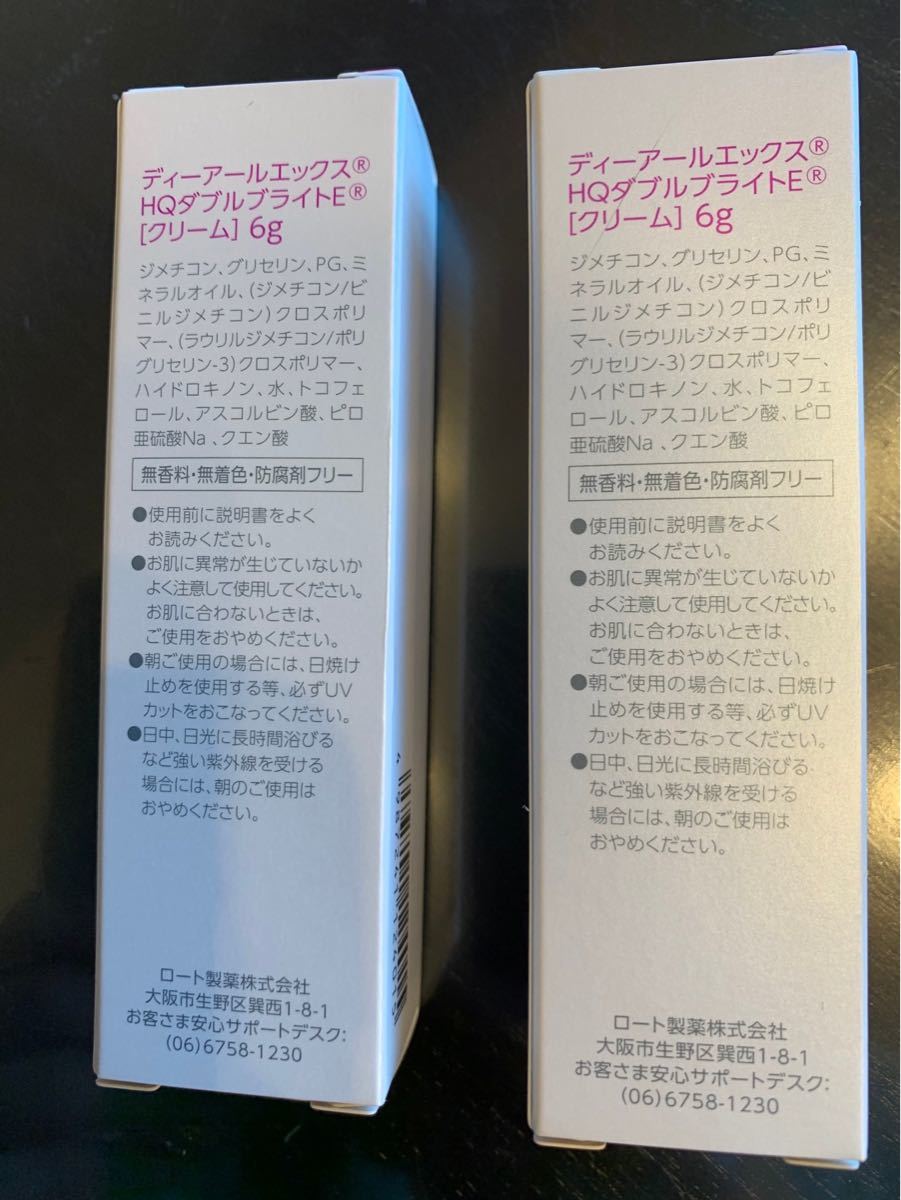 ディーアールエックス®
HQダブルブライトE®
[クリーム] 6g
ジメチコン、グリセリン、PG、ミ
ネラルオイル、(ジメチコン/ビ
ニルジメチコン)クロスポリ
マー、(ラウリルジメチコン/ポリ
グリセリン-3)クロスポリマー、
ハイドロキノン、水、トコフェ
ロール、アスコルビン酸、ピロ
亜硫酸Na 、クエン酸
無香料・無着色・防腐剤フリー
●使用前に説明書をよく
お読みください。
●お肌に異常が生じていないか
よく注意して使用してください。
お肌に合わないときは、
ご使用をおやめください。
●朝ご使用の場合には、日焼け
止めを使用する等、必ずUV
カットをおこなってください。
●日中、日光に長時間浴びる
など強い紫外線を受ける
場合には、朝のご使用は
おやめください。
ロート製薬株式会社
大阪市生野区巽西1-8-1
お客さま安心サポートデスク:
(06)6758-1230
ディーアールエックス®
HQダブルブライトE®
[クリーム] 6g
ジメチコン、グリセリン、PG、ミ
ネラルオイル、(ジメチコン/ビ
ニルジメチコン)クロスポリ
マー、(ラウリルジメチコン/ポリ
グリセリン-3)クロスポリマー、
ハイドロキノン、水、トコフェ
ロール、アスコルビン酸、ピロ
亜硫酸Na 、クエン酸
無香料・無着色・防腐剤フリー
●使用前に説明書をよく
お読みください。
●お肌に異常が生じていないか
よく注意して使用してください。
お肌に合わないときは、
ご使用をおやめください。
●朝ご使用の場合には、日焼け
止めを使用する等、必ずUV
カットをおこなってください。
●日中、日光に長時間浴びる
など強い紫外線を受ける
場合には、朝のご使用は
おやめください。
ロート製薬株式会社
大阪市生野区巽西1-8-1
お客さま安心サポートデスク:
(06)6758-1230